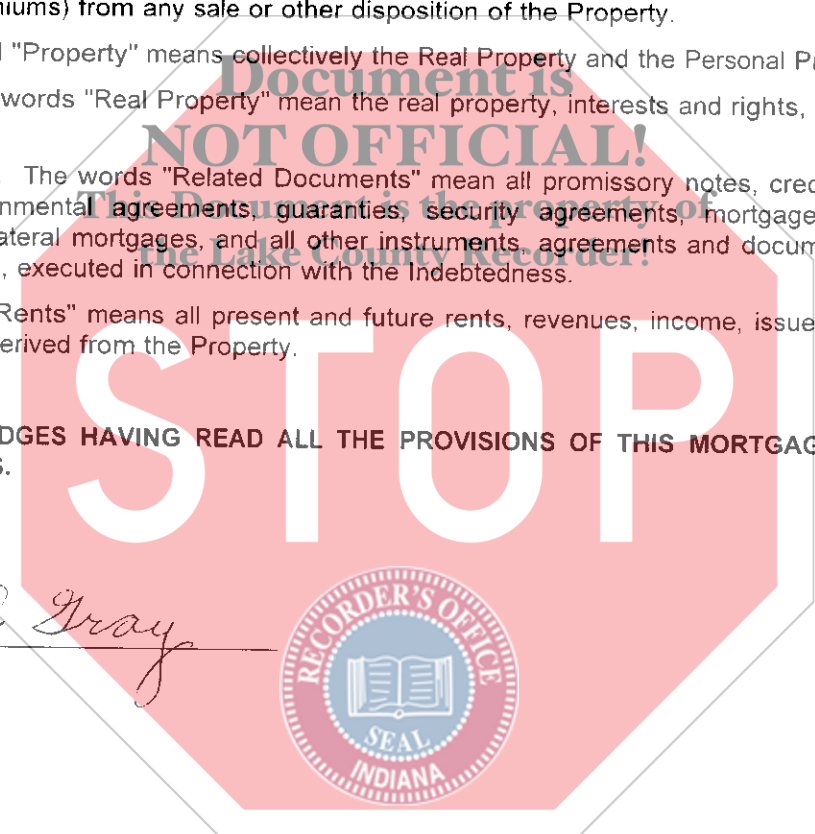 niums) from any sale or other disposition of the Property.
"Property" means collectively the Real Property and the Personal
Document is
words "Real Property" mean the real property, interests and rights,
NOT OFFICIAL!
The words "Related Documents" mean all promissory notes,
nmental agreements, guaranties, security agreements, mortgage
This Document is the property of
ateral mortgages, and all other instruments, agreements and docum
the Lake County Recorder!
, executed in connection with the Indebtedness.
Rents" means all present and future rents, revenues, income, issue
erived from the Property.
STOP
DGES HAVING READ ALL THE PROVISIONS OF THIS MORTGAG
S.
Gray
RECORDER'S OFFICE
SEAL
INDIANA